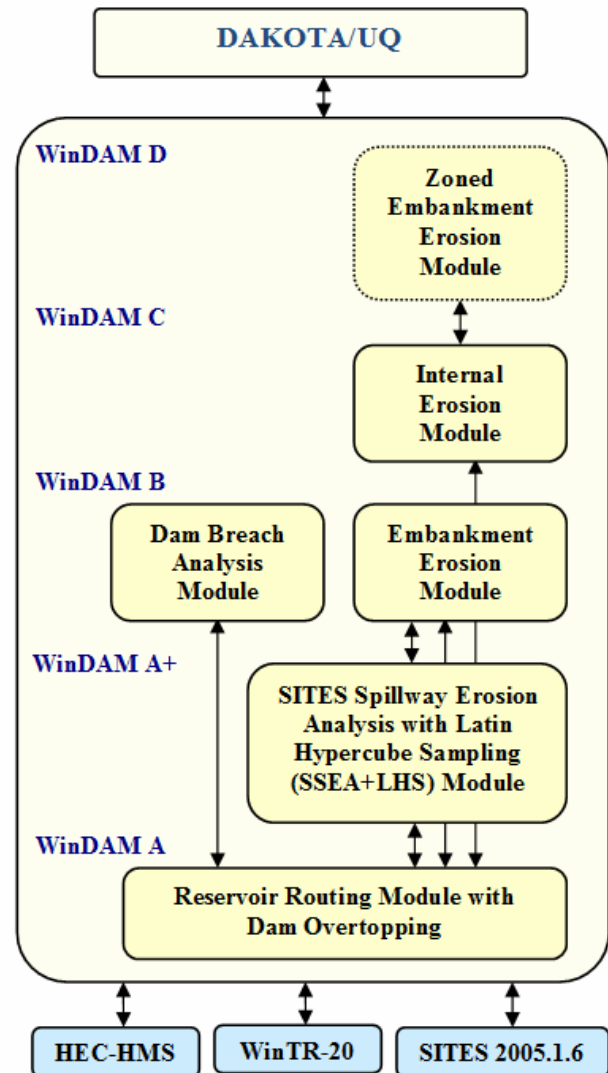 DAKOTA/UQ
WinDAM D
Zoned
Embankment
Erosion
Module
WinDAM C
Internal
Erosion
Module
WinDAM B
Dam Breach
Analysis
Module
Embankment
Erosion
Module
WinDAM A+
SITES Spillway Erosion
Analysis with Latin
Hypercube Sampling
(SSEA+LHS) Module
WinDAM A
Reservoir Routing Module with
Dam Overtopping
HEC-HMS
WinTR-20
SITES 2005.1.6